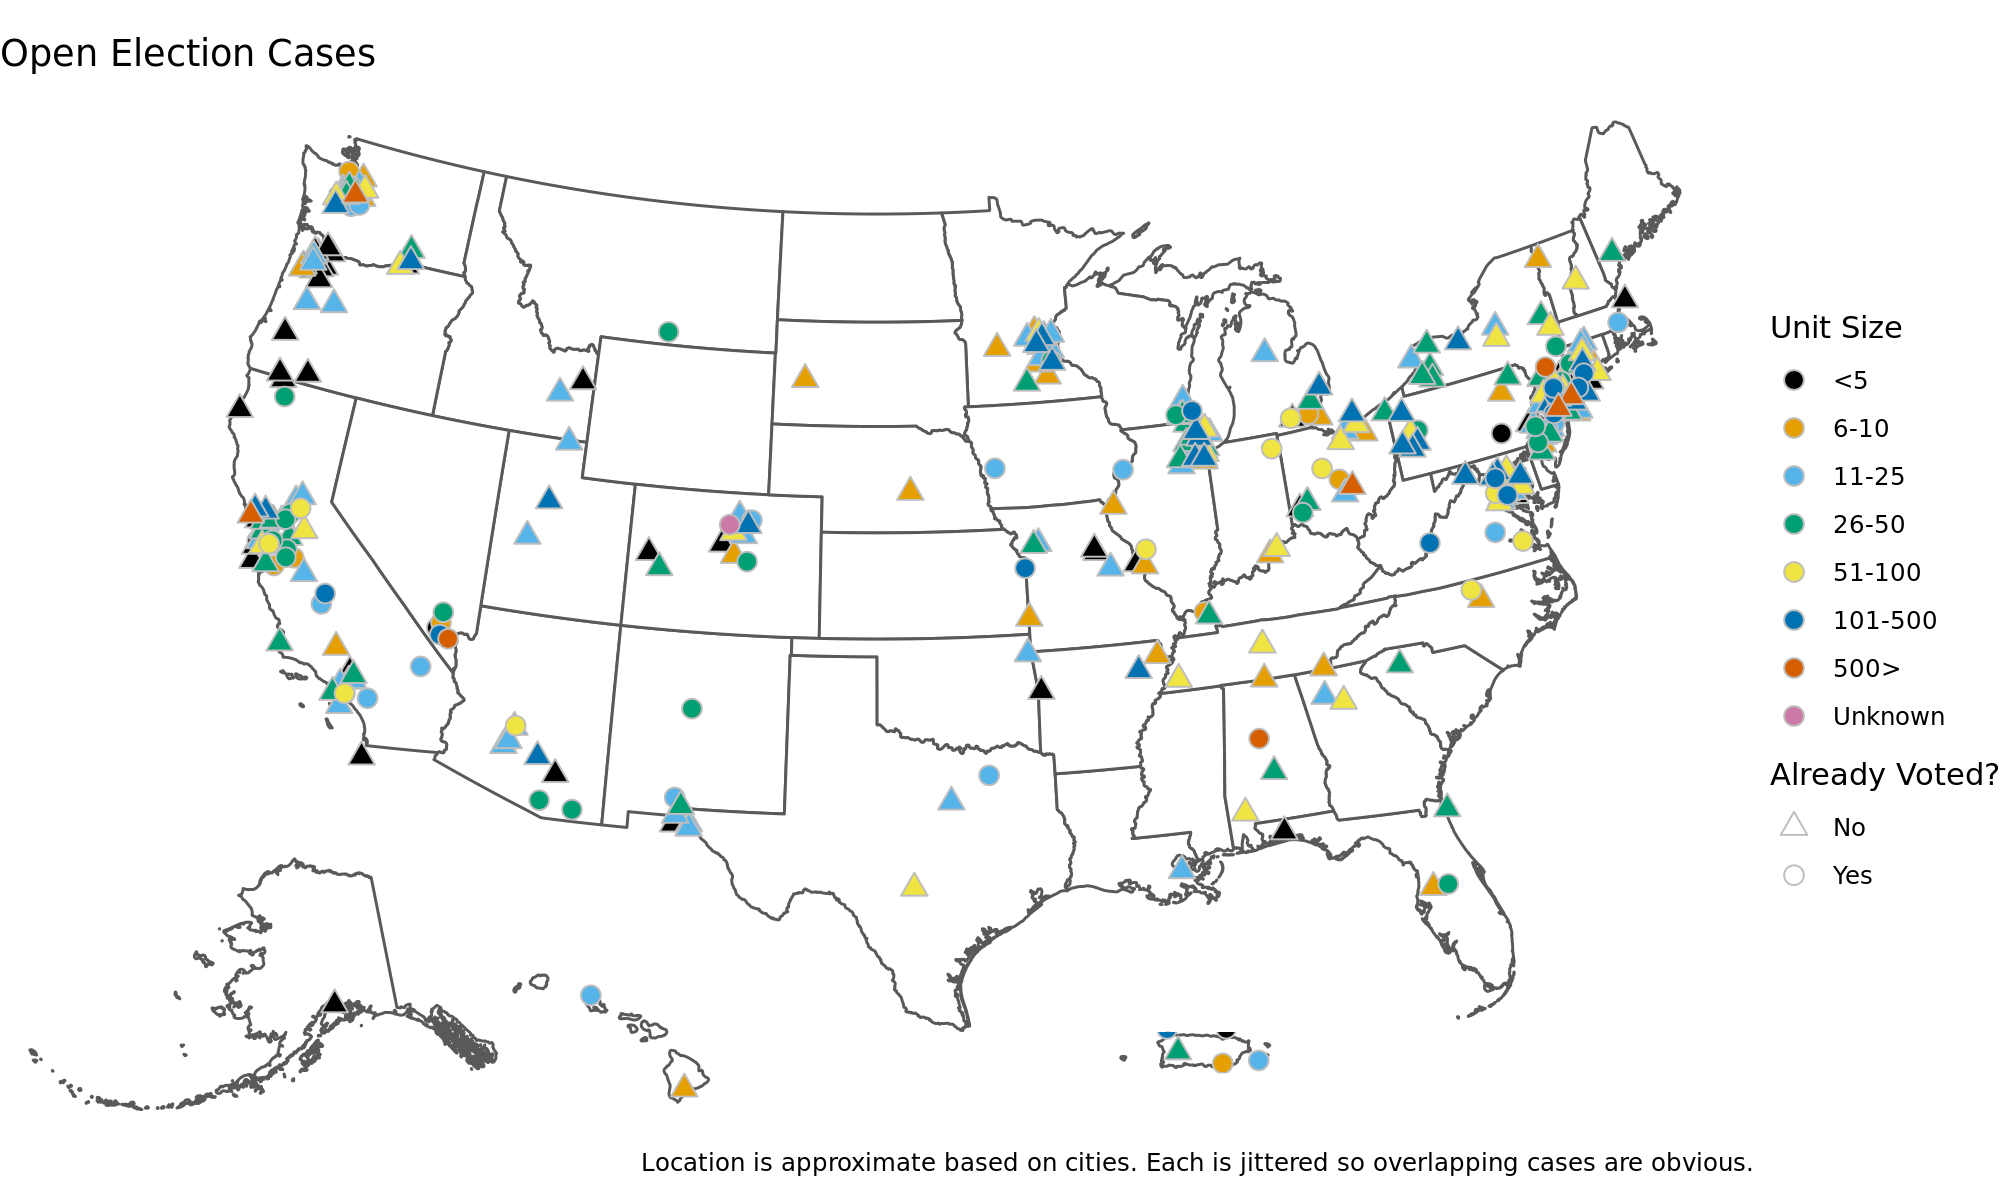 Open Election Cases
Unit Size
<5
6-10
11-25
26-50
51-100
101-500
500>
Unknown
Already Voted?
No
Yes
Location is approximate based on cities. Each is jittered so overlapping cases are obvious.